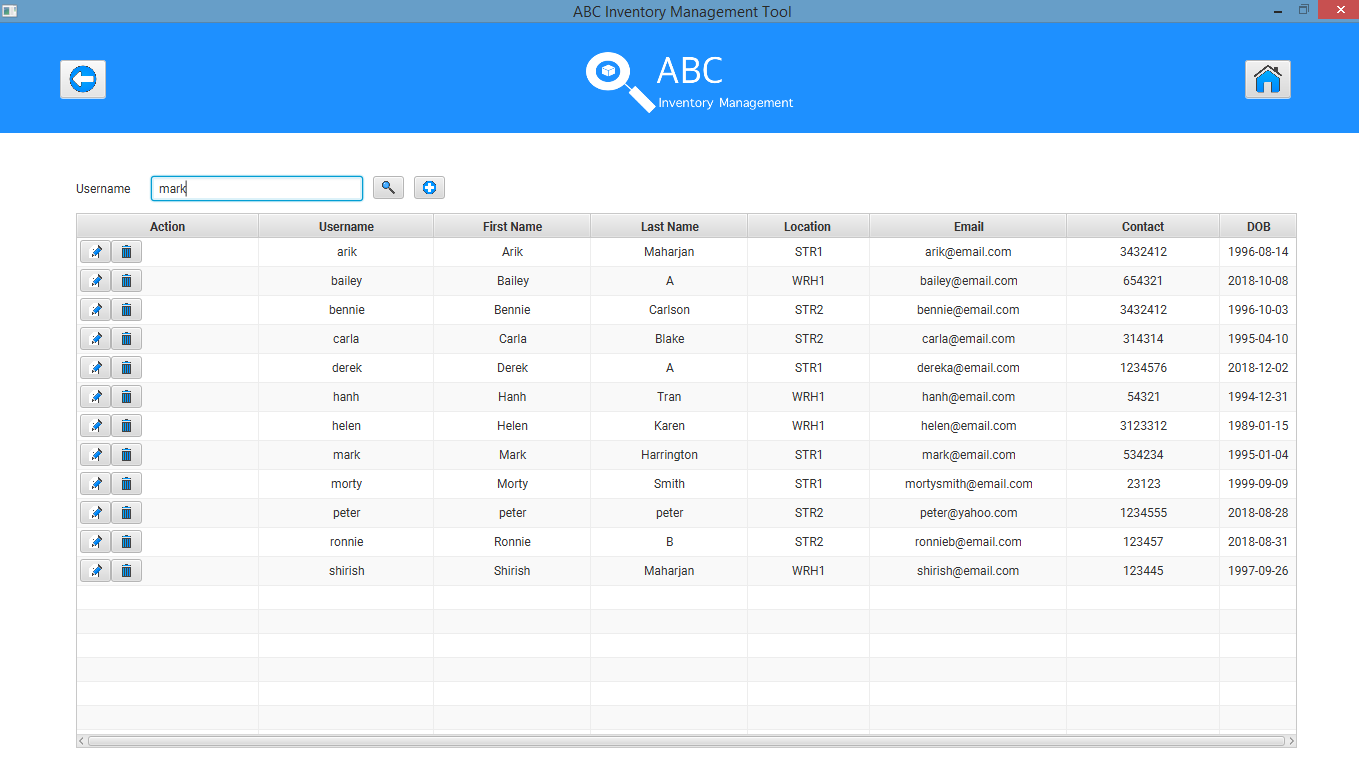 ABC Inventory Management Tool
ABC
Inventory Management
Username mark
Action Username First Name Last Name Location Email Contact DOB
arik Arik Maharjan STR1 arik@email.com 3432412 1996-08-14
bailey Bailey A WRH1 bailey@email.com 654321 2018-10-08
bennie Bennie Carlson STR2 bennie@email.com 3432412 1996-10-03
carla Carla Blake STR2 carla@email.com 314314 1995-04-10
derek Derek A STR1 dereka@email.com 1234576 2018-12-02
hanh Hanh Tran WRH1 hanh@email.com 54321 1994-12-31
helen Helen Karen WRH1 helen@email.com 3123312 1989-01-15
mark Mark Harrington STR1 mark@email.com 534234 1995-01-04
morty Morty Smith STR1 mortysmith@email.com 23123 1999-09-09
peter peter peter STR2 peter@yahoo.com 1234555 2018-08-28
ronnie Ronnie B STR2 ronnieb@email.com 123457 2018-08-31
shirish Shirish Maharjan WRH1 shirish@email.com 123445 1997-09-26